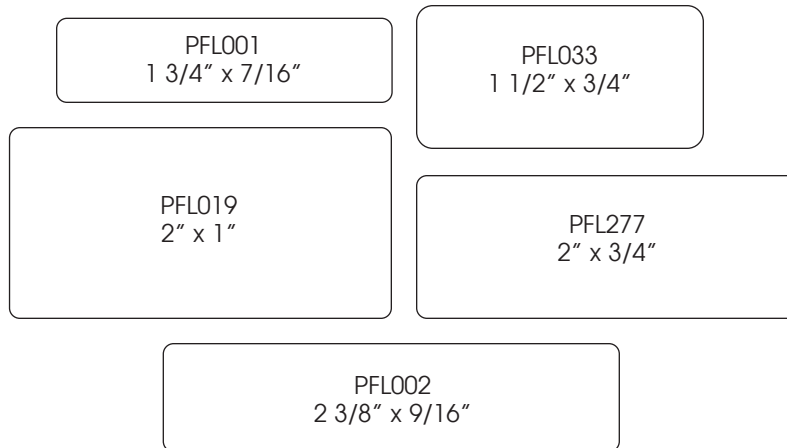 PFL001
1 3/4” x 7/16”
PFL033
1 1/2” x 3/4”
PFL019
2” x 1”
PFL277
2” x 3/4”
PFL002
2 3/8” x 9/16”